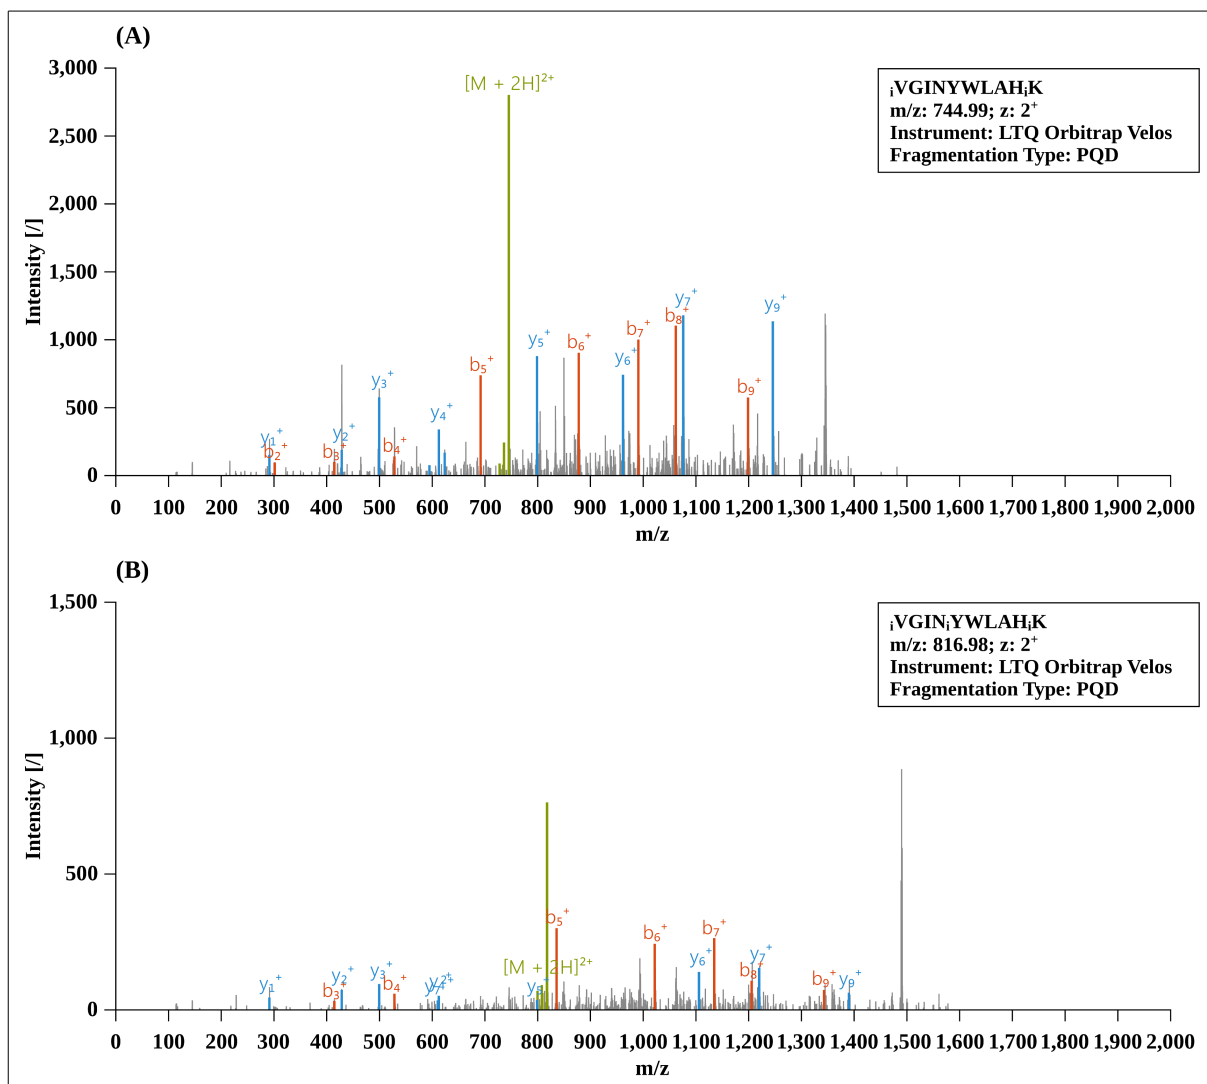 (A)
3,000
2,500
2,000
1,500
1,000
500
0
Intensity [/]
[M + 2H]²⁺
ᵢVGINYWLAHᵢK
m/z: 744.99; z: 2⁺
Instrument: LTQ Orbitrap Velos
Fragmentation Type: PQD
y₁⁺ b₂⁺ b₃⁺ y₂⁺ y₃⁺ b₄⁺ y₄⁺ b₅⁺ y₅⁺ b₆⁺ y₆⁺ b₇⁺ b₈⁺ y₇⁺ b₉⁺ y₉⁺
0 100 200 300 400 500 600 700 800 900 1,000 1,100 1,200 1,300 1,400 1,500 1,600 1,700 1,800 1,900 2,000
m/z
(B)
1,500
1,000
500
0
Intensity [/]
ᵢVGINᵢYWLAHᵢK
m/z: 816.98; z: 2⁺
Instrument: LTQ Orbitrap Velos
Fragmentation Type: PQD
[M + 2H]²⁺
y₁⁺ b₃⁺ y₂⁺ y₃⁺ b₄⁺ y₅⁺ b₅⁺ b₆⁺ y₆⁺ b₇⁺ b₈⁺ y₇⁺ b₉⁺ y₉⁺
0 100 200 300 400 500 600 700 800 900 1,000 1,100 1,200 1,300 1,400 1,500 1,600 1,700 1,800 1,900 2,000
m/z